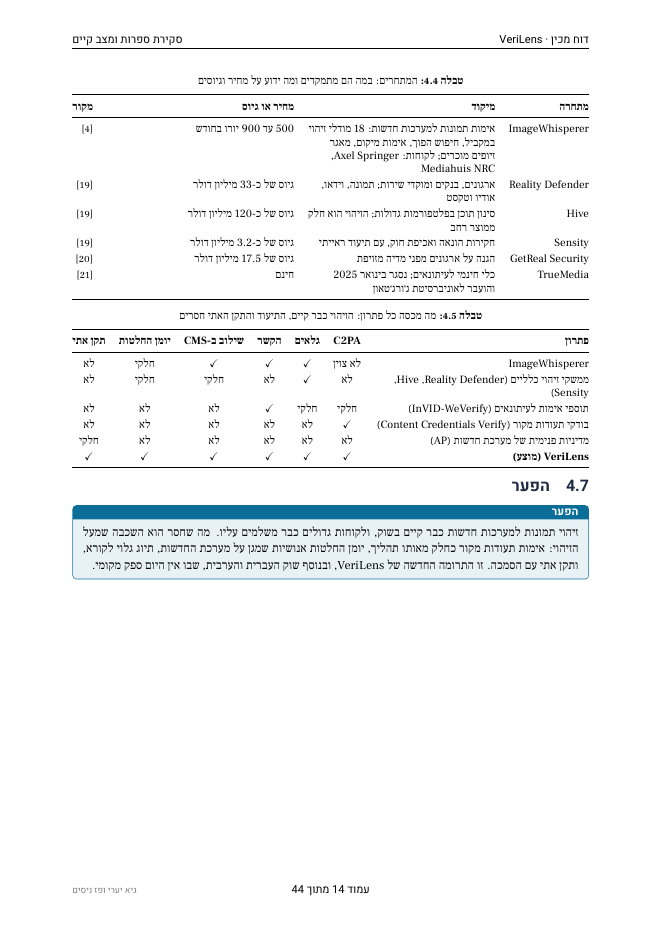 דוח מכין · VeriLens
סקירת ספרות ומצב קיים
טבלה 4.4: המתחרים: במה הם מתמקדים ומה ידוע על מחיר וגיוסים
מתחרה מיקוד מחיר או גיוס מקור
ImageWhisperer אימות תמונות למערכות חדשות: 18 מודלי זיהוי 500 עד 900 יורו בחודש [4]
במקביל, חיפוש הפוך, אימות מיקום, מאגר
זיופים מוכרים; לקוחות: Axel Springer,
Mediahuis NRC
Reality Defender ארגונים, בנקים ומוקדי שירות; תמונה, וידאו, גיוס של כ-33 מיליון דולר [19]
אודיו וטקסט
Hive סינון תוכן בפלטפורמות גדולות; הזיהוי הוא חלק גיוס של כ-120 מיליון דולר [19]
ממוצר רחב
Sensity חקירות הונאה ואכיפת חוק, עם תיעוד ראייתי גיוס של כ-3.2 מיליון דולר [19]
GetReal Security הגנה על ארגונים מפני מדיה מזויפת גיוס של 17.5 מיליון דולר [20]
TrueMedia כלי חינמי לעיתונאים; נסגר בינואר 2025 חינם [21]
והועבר לאוניברסיטת ג'ורג'טאון
טבלה 4.5: מה מכסה כל פתרון: הזיהוי כבר קיים, התיעוד והתקן האתי חסרים
פתרון C2PA גלאים הקשר שילוב ב-CMS יומן החלטות תקן אתי
ImageWhisperer לא צוין ✓ ✓ ✓ חלקי לא
ממשקי זיהוי כלליים (Hive, Reality Defender, לא ✓ לא חלקי חלקי לא
Sensity)
תוספי אימות לעיתונאים (InVID-WeVerify) חלקי חלקי ✓ לא לא לא
בודקי תעודות מקור (Content Credentials Verify) ✓ לא לא לא לא לא
מדיניות פנימית של מערכת חדשות (AP) לא לא לא לא לא חלקי
VeriLens (מוצע) ✓ ✓ ✓ ✓ ✓ ✓
4.7 הפער
הפער
זיהוי תמונות למערכות חדשות כבר קיים בשוק, ולקוחות גדולים כבר משלמים עליו. מה שחסר הוא השכבה שמעל
הזיהוי: אימות תעודות מקור כחלק מאותו תהליך, יומן החלטות אנושיות שמגן על מערכת החדשות, תיוג גלוי לקורא,
ותקן אתי עם הסמכה. זו התרומה החדשה של VeriLens, ובנוסף שוק העברית והערבית, שבו אין היום ספק מקומי.
עמוד 14 מתוך 44
גיא יערי ופז ניסים